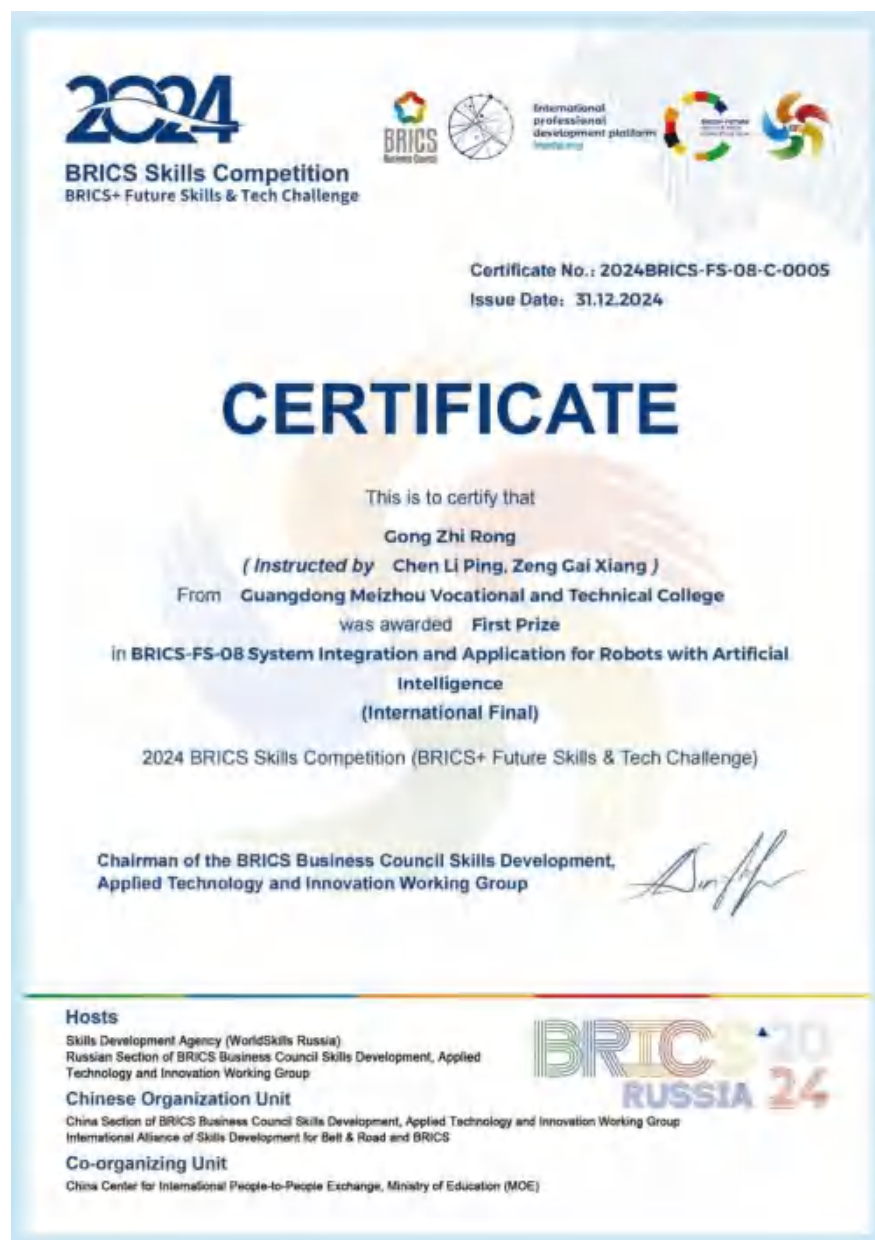 2024
BRICS Skills Competition
BRICS+ Future Skills & Tech Challenge
BRICS
Business Council
International
professional
development platform
Certificate No.: 2024BRICS-FS-08-C-0005
Issue Date: 31.12.2024
CERTIFICATE
This is to certify that
Gong Zhi Rong
( Instructed by Chen Li Ping, Zeng Gai Xiang )
From Guangdong Meizhou Vocational and Technical College
was awarded First Prize
in BRICS-FS-08 System Integration and Application for Robots with Artificial
Intelligence
(International Final)
2024 BRICS Skills Competition (BRICS+ Future Skills & Tech Challenge)
Chairman of the BRICS Business Council Skills Development,
Applied Technology and Innovation Working Group
Hosts
Skills Development Agency (WorldSkills Russia)
Russian Section of BRICS Business Council Skills Development, Applied
Technology and Innovation Working Group
BRICS 2024
RUSSIA
Chinese Organization Unit
China Section of BRICS Business Council Skills Development, Applied Technology and Innovation Working Group
International Alliance of Skills Development for Belt & Road and BRICS
Co-organizing Unit
China Center for International People-to-People Exchange, Ministry of Education (MOE)